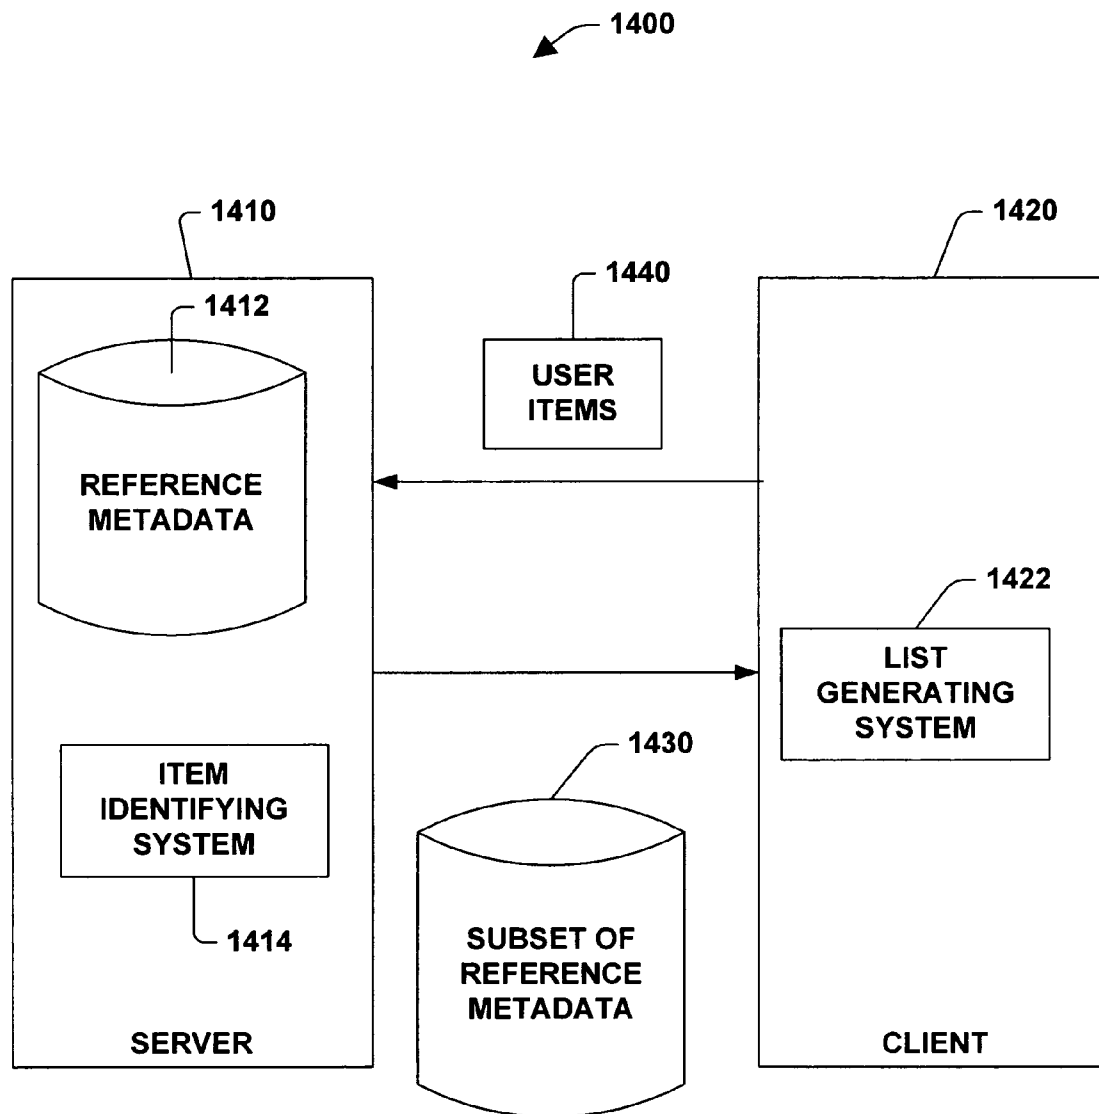 1400
1410
1420
1440
1412
USER
ITEMS
REFERENCE
METADATA
1422
LIST
GENERATING
SYSTEM
1430
ITEM
IDENTIFYING
SYSTEM
1414
SUBSET OF
REFERENCE
METADATA
SERVER
CLIENT